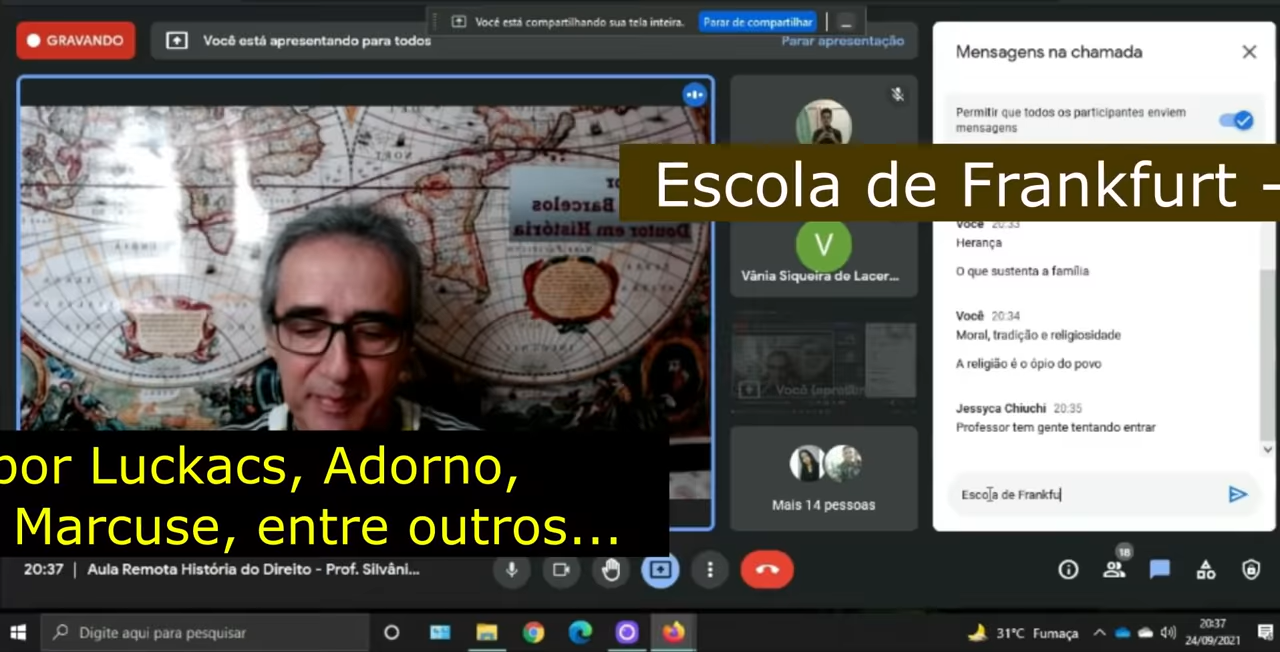 Você está compartilhando sua tela inteira.
Parar de compartilhar
GRAVANDO
Você está apresentando para todos
Parar apresentação
Mensagens na chamada
Permitir que todos os participantes enviem
mensagens
Escola de Frankfurt -
Barcelos
Doutor em História
Você 20:33
Herança
O que sustenta a família
V
Vânia Siqueira de Lacer...
Você 20:34
Moral, tradição e religiosidade
A religião é o ópio do povo
Jessyca Chiuchi 20:35
Professor tem gente tentando entrar
por Luckacs, Adorno,
Marcuse, entre outros...
Mais 14 pessoas
Escola de Frankfu
20:37 | Aula Remota História do Direito - Prof. Silvâni...
18
Digite aqui para pesquisar
31°C Fumaça
20:37
24/09/2021